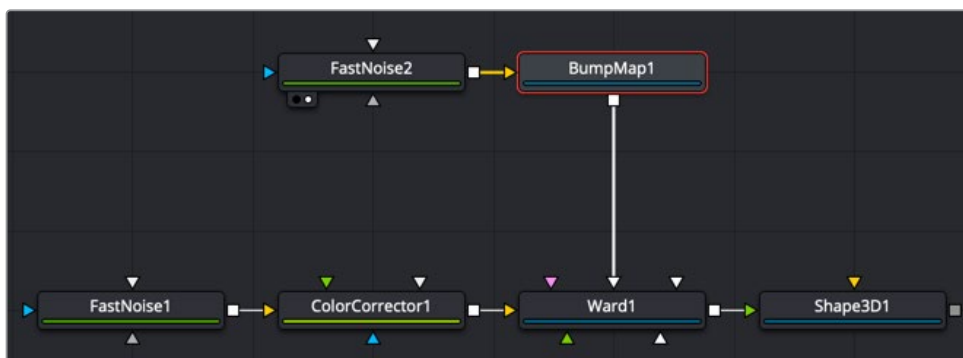 FastNoise2
BumpMap1
FastNoise1
ColorCorrector1
Ward1
Shape3D1